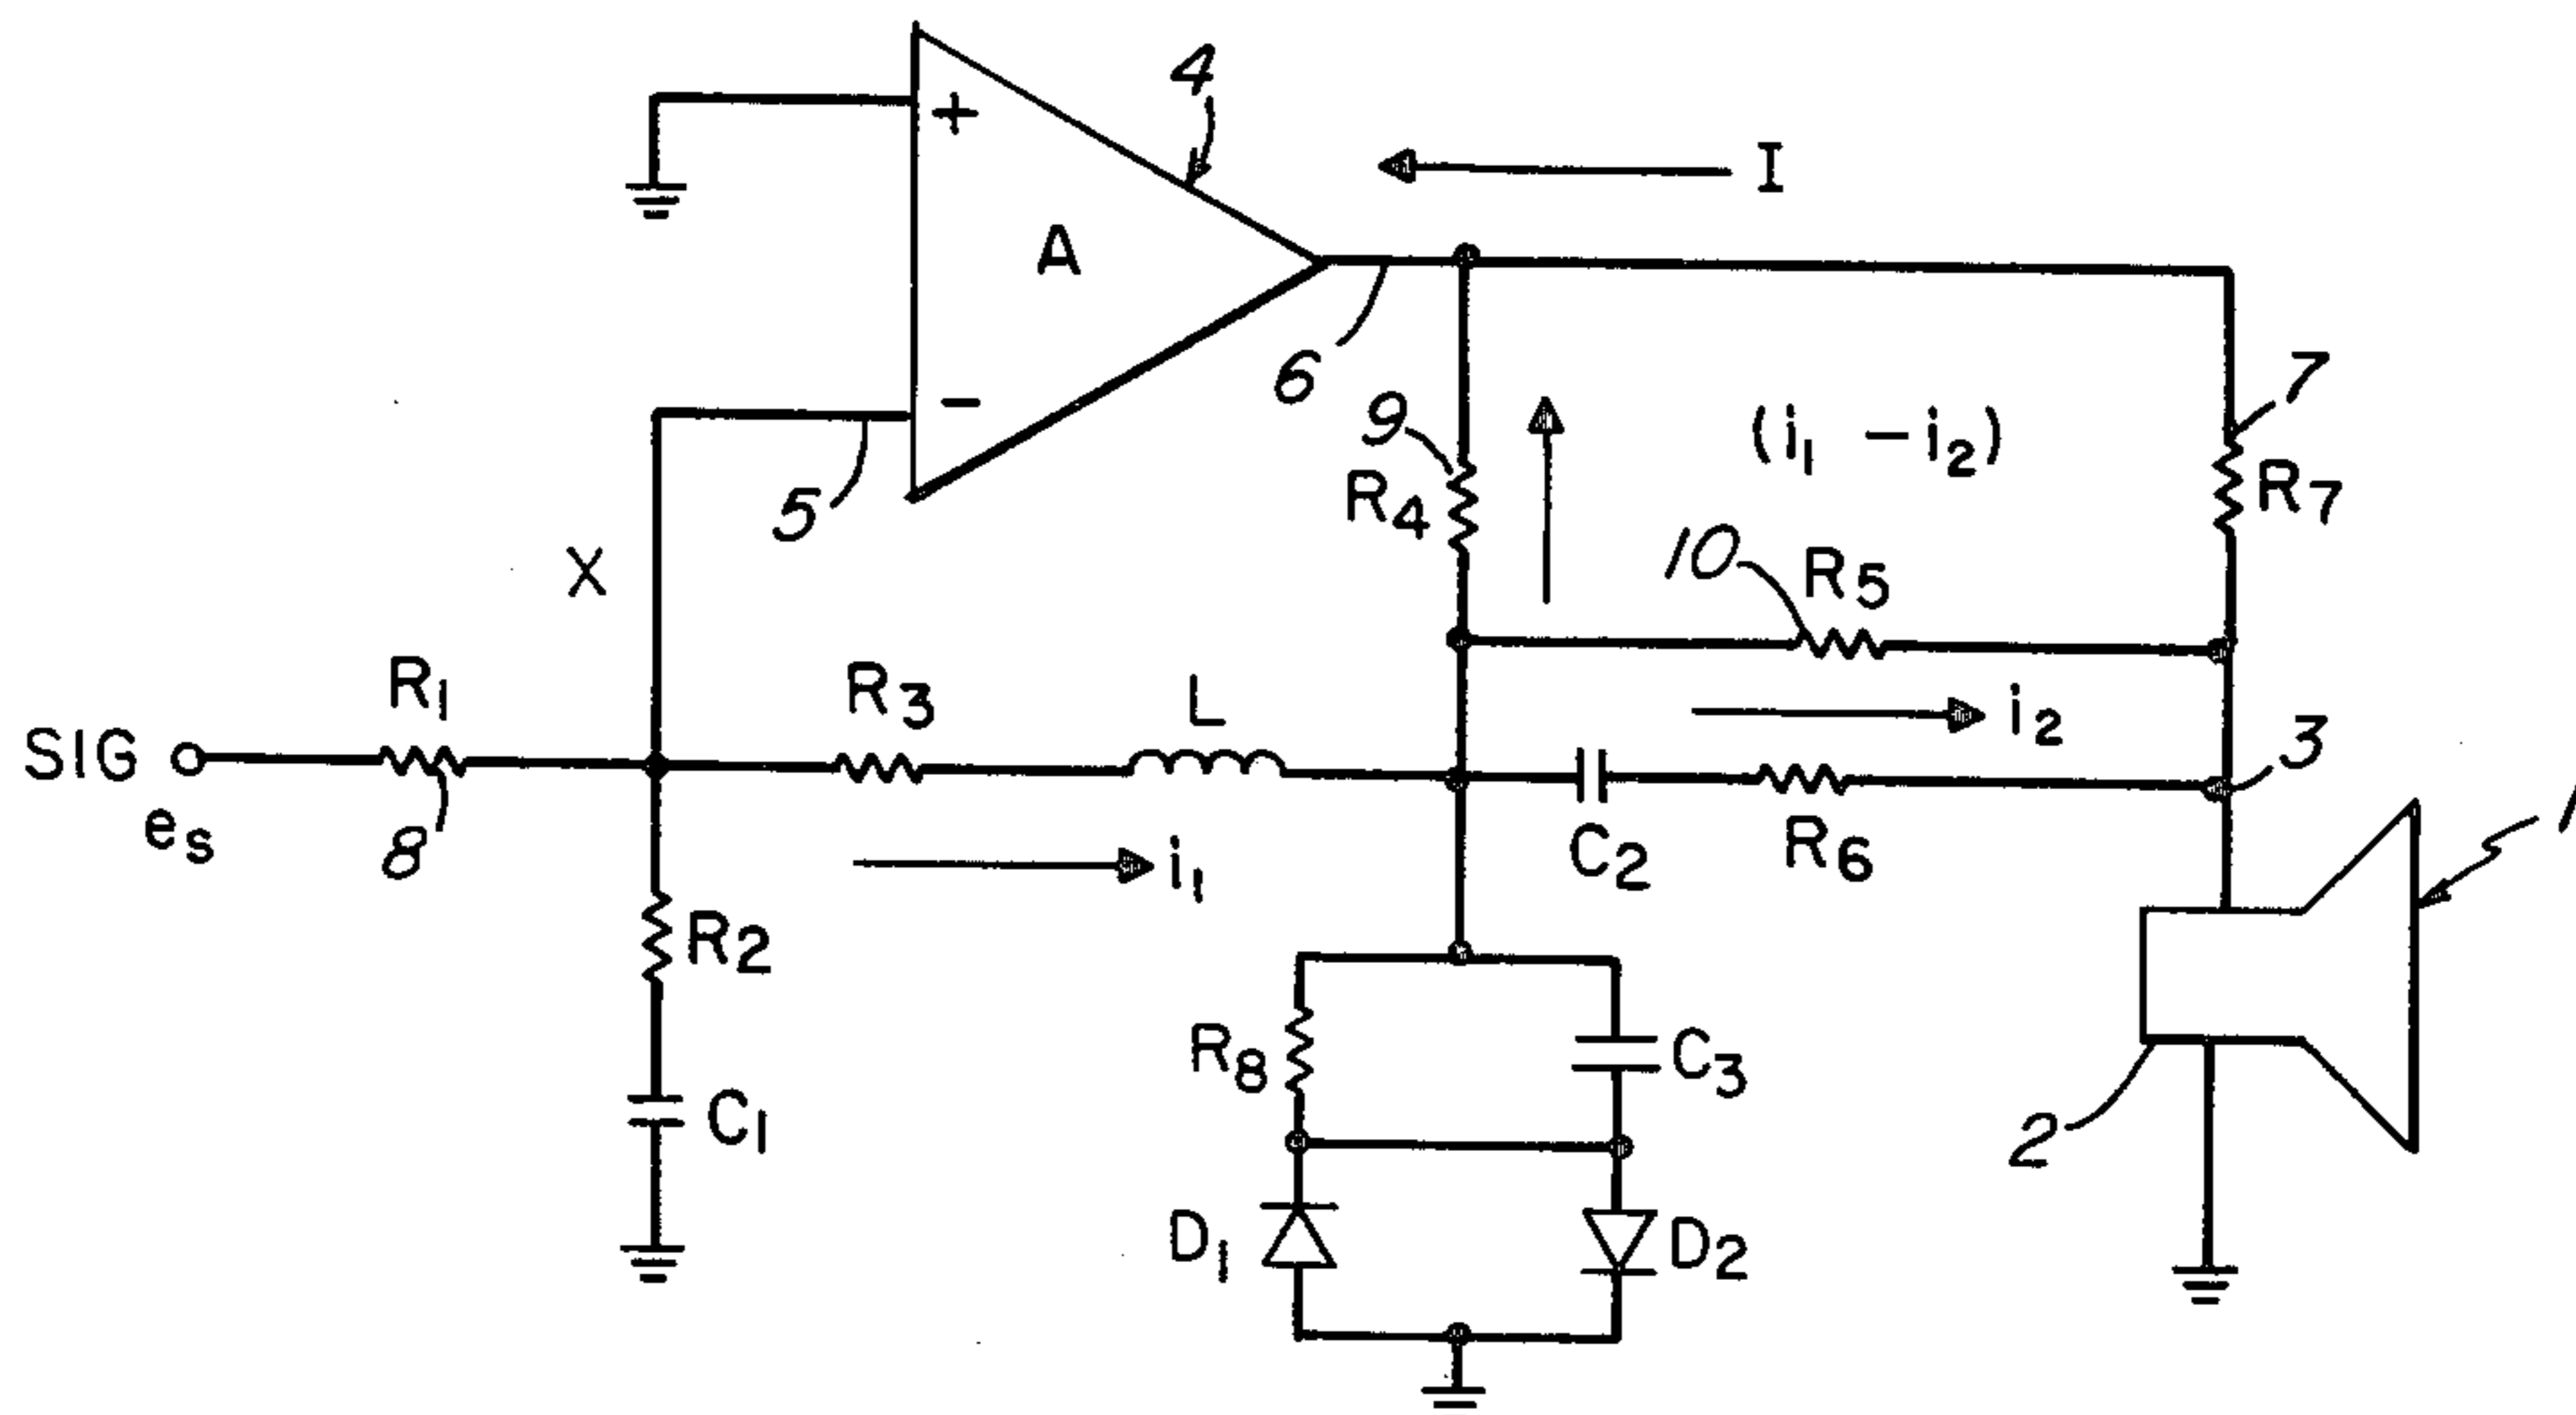 4
+
I
A
6
7
9
(i₁ − i₂)
−
R₄
R₇
5
10
R₅
X
R₁
R₃
L
i₂
3
SIG
eₛ
8
i₁
C₂
R₆
1
R₂
R₈
C₃
C₁
2
D₁
D₂